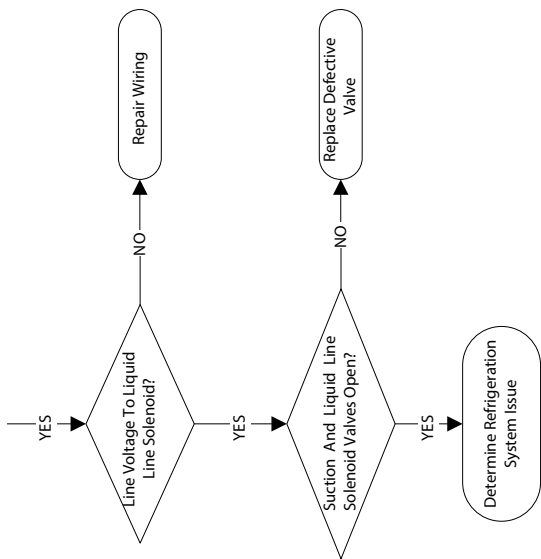 YES
Line Voltage To Liquid
Line Solenoid?
NO
Repair Wiring
YES
Suction And Liquid Line
Solenoid Valves Open?
NO
Replace Defective
Valve
YES
Determine Refrigeration
System Issue